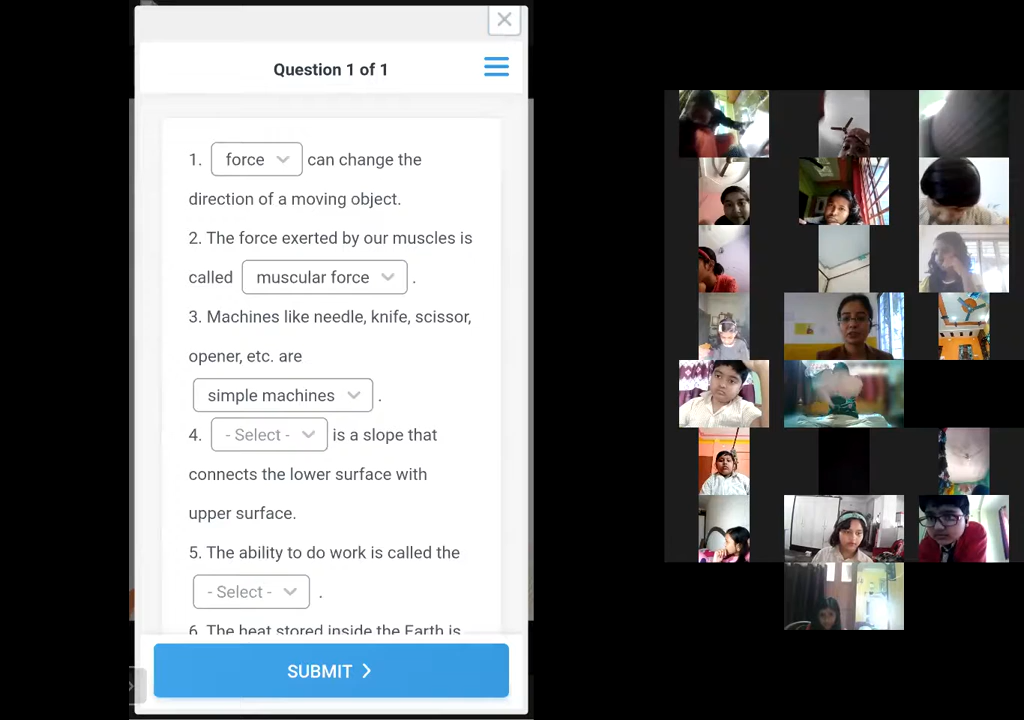 Question 1 of 1
1. force can change the
direction of a moving object.
2. The force exerted by our muscles is
called muscular force .
3. Machines like needle, knife, scissor,
opener, etc. are
simple machines .
4. - Select - is a slope that
connects the lower surface with
upper surface.
5. The ability to do work is called the
- Select - .
6. The heat stored inside the Earth is
SUBMIT